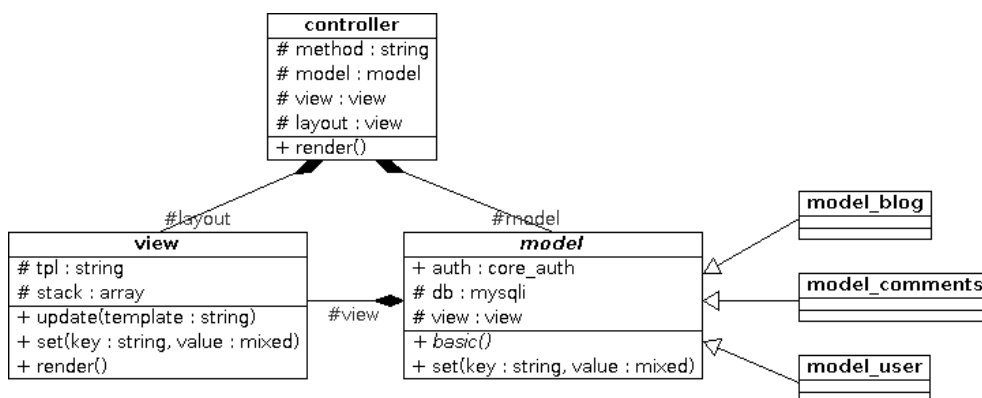 controller
# method : string
# model : model
# view : view
# layout : view
+ render()
#layout
#model
view
# tpl : string
# stack : array
+ update(template : string)
+ set(key : string, value : mixed)
+ render()
#view
model
+ auth : core_auth
# db : mysqli
# view : view
+ basic()
+ set(key : string, value : mixed)
model_blog
model_comments
model_user